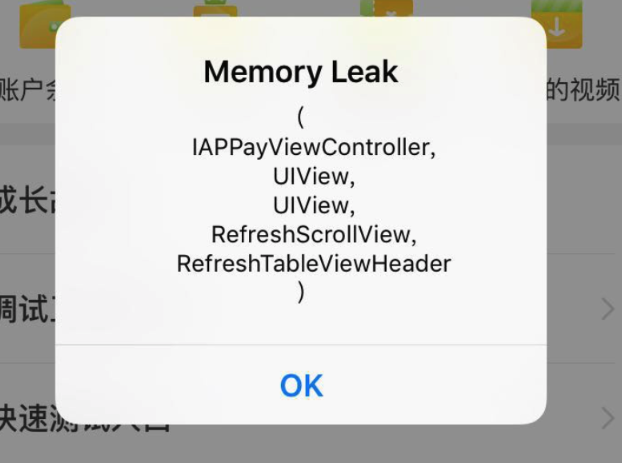 账户
的视频
Memory Leak
(
IAPPayViewController,
UIView,
UIView,
RefreshScrollView,
RefreshTableViewHeader
)
成长
调试
OK
快速测试入口